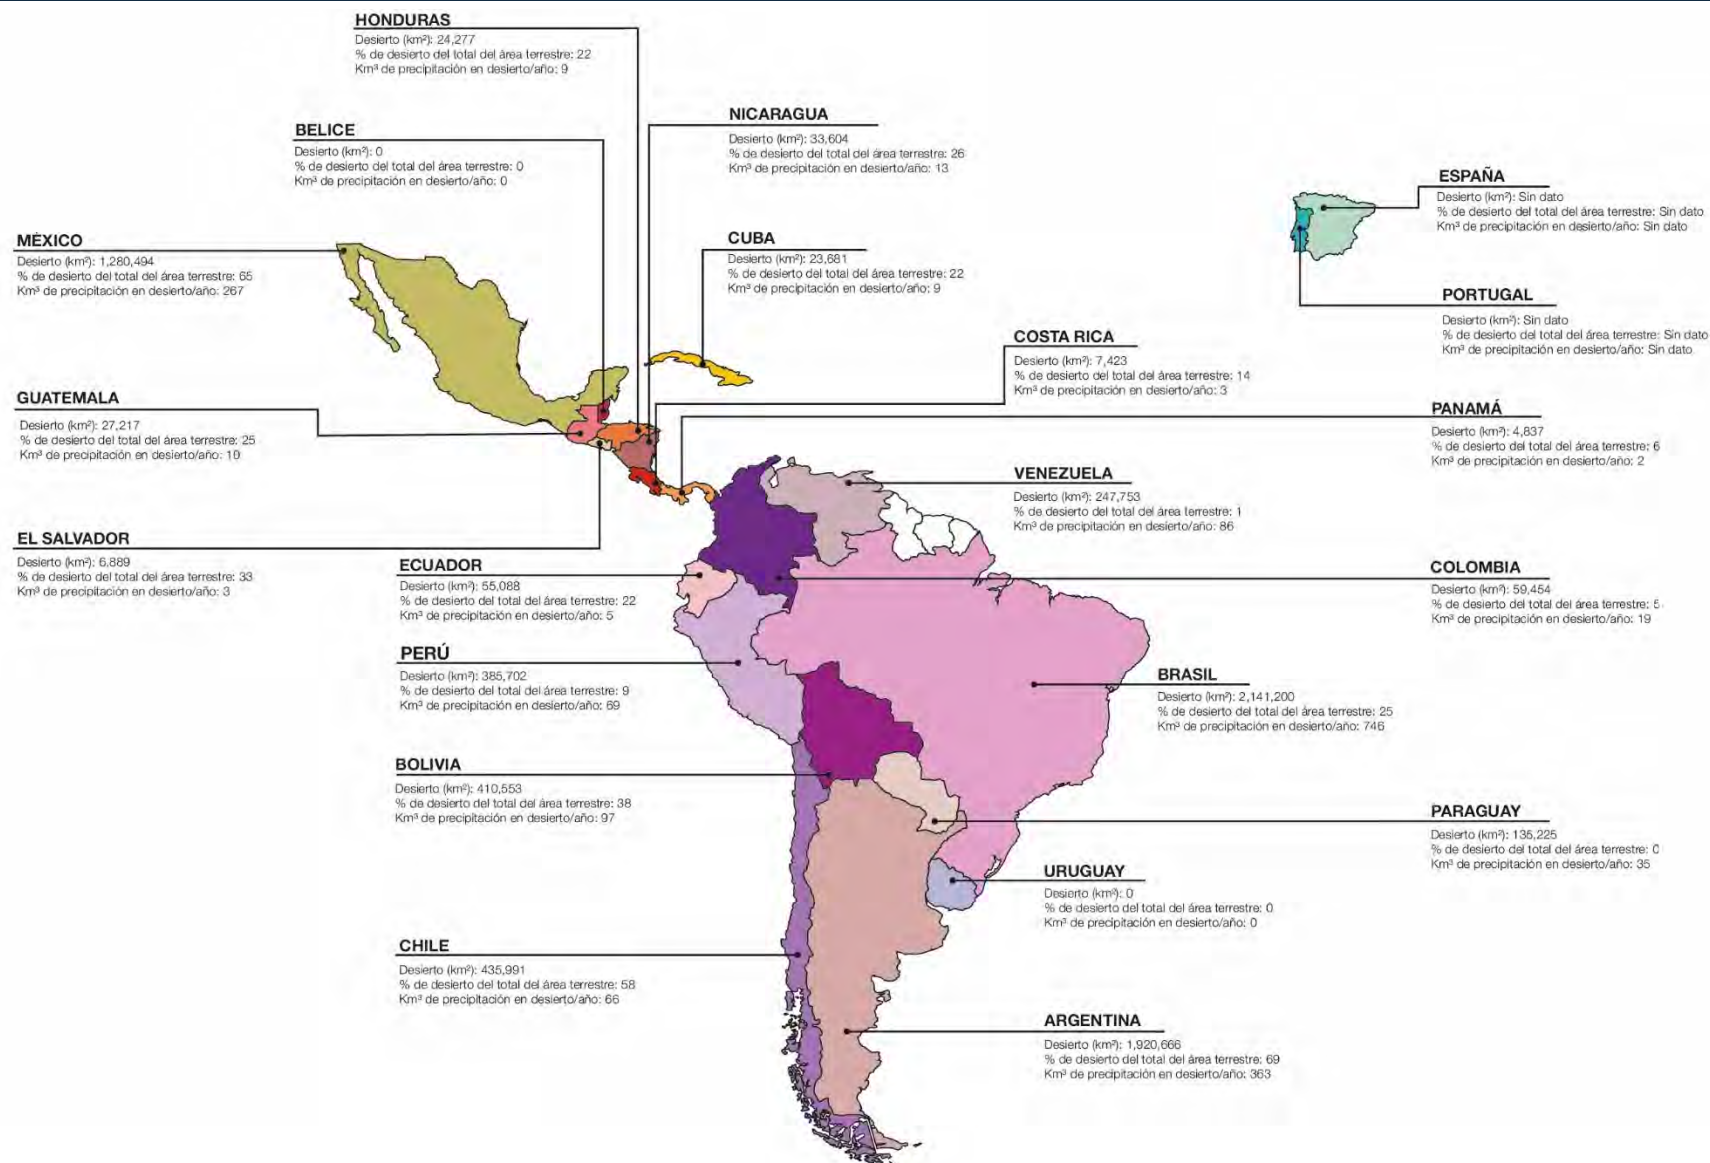 HONDURAS
Desierto (km²): 24,277
% de desierto del total del área terrestre: 22
Km³ de precipitación en desierto/año: 9
NICARAGUA
Desierto (km²): 33,604
% de desierto del total del área terrestre: 26
Km³ de precipitación en desierto/año: 13
BELICE
Desierto (km²): 0
% de desierto del total del área terrestre: 0
Km³ de precipitación en desierto/año: 0
ESPAÑA
Desierto (km²): Sin dato
% de desierto del total del área terrestre: Sin dato
Km³ de precipitación en desierto/año: Sin dato
MÉXICO
Desierto (km²): 1,280,494
% de desierto del total del área terrestre: 65
Km³ de precipitación en desierto/año: 267
CUBA
Desierto (km²): 23,681
% de desierto del total del área terrestre: 22
Km³ de precipitación en desierto/año: 9
PORTUGAL
Desierto (km²): Sin dato
% de desierto del total del área terrestre: Sin dato
Km³ de precipitación en desierto/año: Sin dato
COSTA RICA
Desierto (km²): 7,423
% de desierto del total del área terrestre: 14
Km³ de precipitación en desierto/año: 3
GUATEMALA
Desierto (km²): 27,217
% de desierto del total del área terrestre: 25
Km³ de precipitación en desierto/año: 10
PANAMÁ
Desierto (km²): 4,837
% de desierto del total del área terrestre: 6
Km³ de precipitación en desierto/año: 2
VENEZUELA
Desierto (km²): 247,753
% de desierto del total del área terrestre: 1
Km³ de precipitación en desierto/año: 86
EL SALVADOR
Desierto (km²): 6,889
% de desierto del total del área terrestre: 33
Km³ de precipitación en desierto/año: 3
ECUADOR
Desierto (km²): 55,088
% de desierto del total del área terrestre: 22
Km³ de precipitación en desierto/año: 5
COLOMBIA
Desierto (km²): 59,454
% de desierto del total del área terrestre: 5
Km³ de precipitación en desierto/año: 19
PERÚ
Desierto (km²): 385,702
% de desierto del total del área terrestre: 9
Km³ de precipitación en desierto/año: 69
BRASIL
Desierto (km²): 2,141,200
% de desierto del total del área terrestre: 25
Km³ de precipitación en desierto/año: 746
BOLIVIA
Desierto (km²): 410,553
% de desierto del total del área terrestre: 38
Km³ de precipitación en desierto/año: 97
PARAGUAY
Desierto (km²): 135,225
% de desierto del total del área terrestre: 0
Km³ de precipitación en desierto/año: 35
URUGUAY
Desierto (km²): 0
% de desierto del total del área terrestre: 0
Km³ de precipitación en desierto/año: 0
CHILE
Desierto (km²): 435,991
% de desierto del total del área terrestre: 58
Km³ de precipitación en desierto/año: 66
ARGENTINA
Desierto (km²): 1,920,666
% de desierto del total del área terrestre: 69
Km³ de precipitación en desierto/año: 363